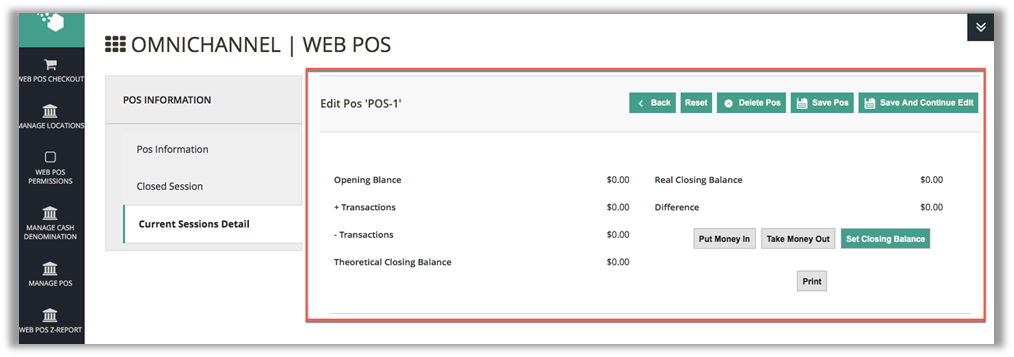 OMNICHANNEL | WEB POS
WEB POS CHECKOUT
MANAGE LOCATIONS
WEB POS
PERMISSIONS
MANAGE CASH
DENOMINATION
MANAGE POS
WEB POS Z-REPORT
POS INFORMATION
Pos Information
Closed Session
Current Sessions Detail
Edit Pos 'POS-1'
Back
Reset
Delete Pos
Save Pos
Save And Continue Edit
Opening Blance $0.00
+ Transactions $0.00
- Transactions $0.00
Theoretical Closing Balance $0.00
Real Closing Balance $0.00
Difference $0.00
Put Money In
Take Money Out
Set Closing Balance
Print